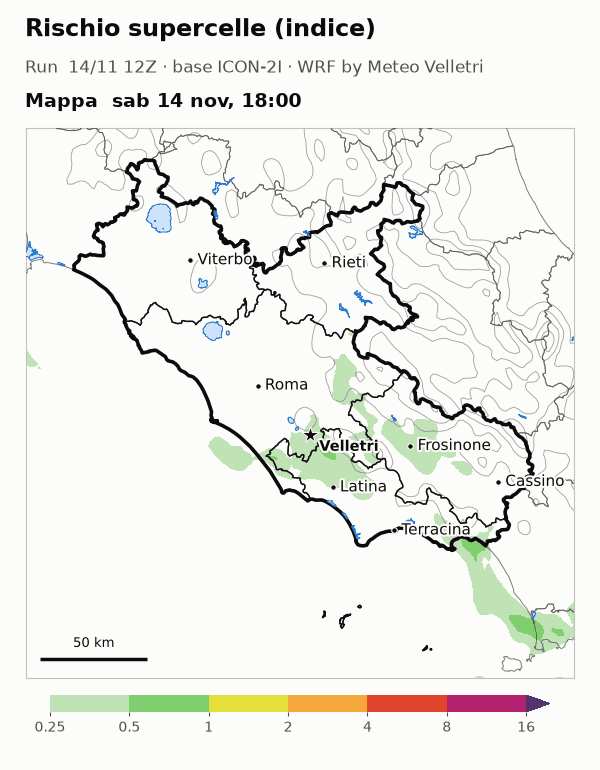 Rischio supercelle (indice)
Run  14/11 12Z · base ICON-2I · WRF by Meteo Velletri
Mappa  sab 14 nov, 18:00
Viterbo
Rieti
Roma
Velletri
Frosinone
Latina
Cassino
Terracina
50 km
0.25 0.5 1 2 4 8 16